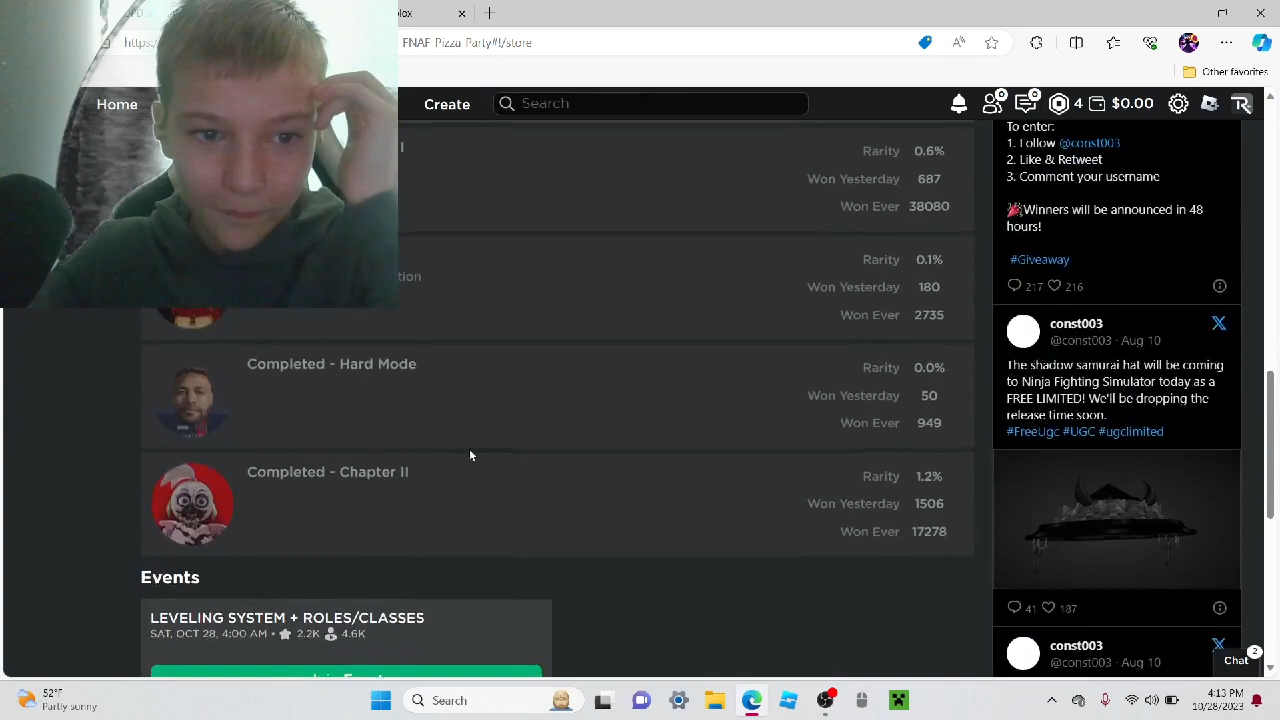 https:// FNAF Pizza Party#!/store
Other favorites
Home
Create
Search
0
0
4
$0.00
Rarity 0.6%
Won Yesterday 687
Won Ever 38080
tion
Rarity 0.1%
Won Yesterday 180
Won Ever 2735
Completed - Hard Mode
Rarity 0.0%
Won Yesterday 50
Won Ever 949
Completed - Chapter II
Rarity 1.2%
Won Yesterday 1506
Won Ever 17278
Events
LEVELING SYSTEM + ROLES/CLASSES
SAT, OCT 28, 4:00 AM • 2.2K 4.6K
To enter:
1. Follow @const003
2. Like & Retweet
3. Comment your username
🎉Winners will be announced in 48
hours!
#Giveaway
217 216
const003
@const003 · Aug 10
The shadow samurai hat will be coming
to Ninja Fighting Simulator today as a
FREE LIMITED! We'll be dropping the
release time soon.
#FreeUgc #UGC #ugclimited
41 187
const003
@const003 · Aug 10
Chat
2
52°F
Partly sunny
Search
4:13 PM
10/28/2023